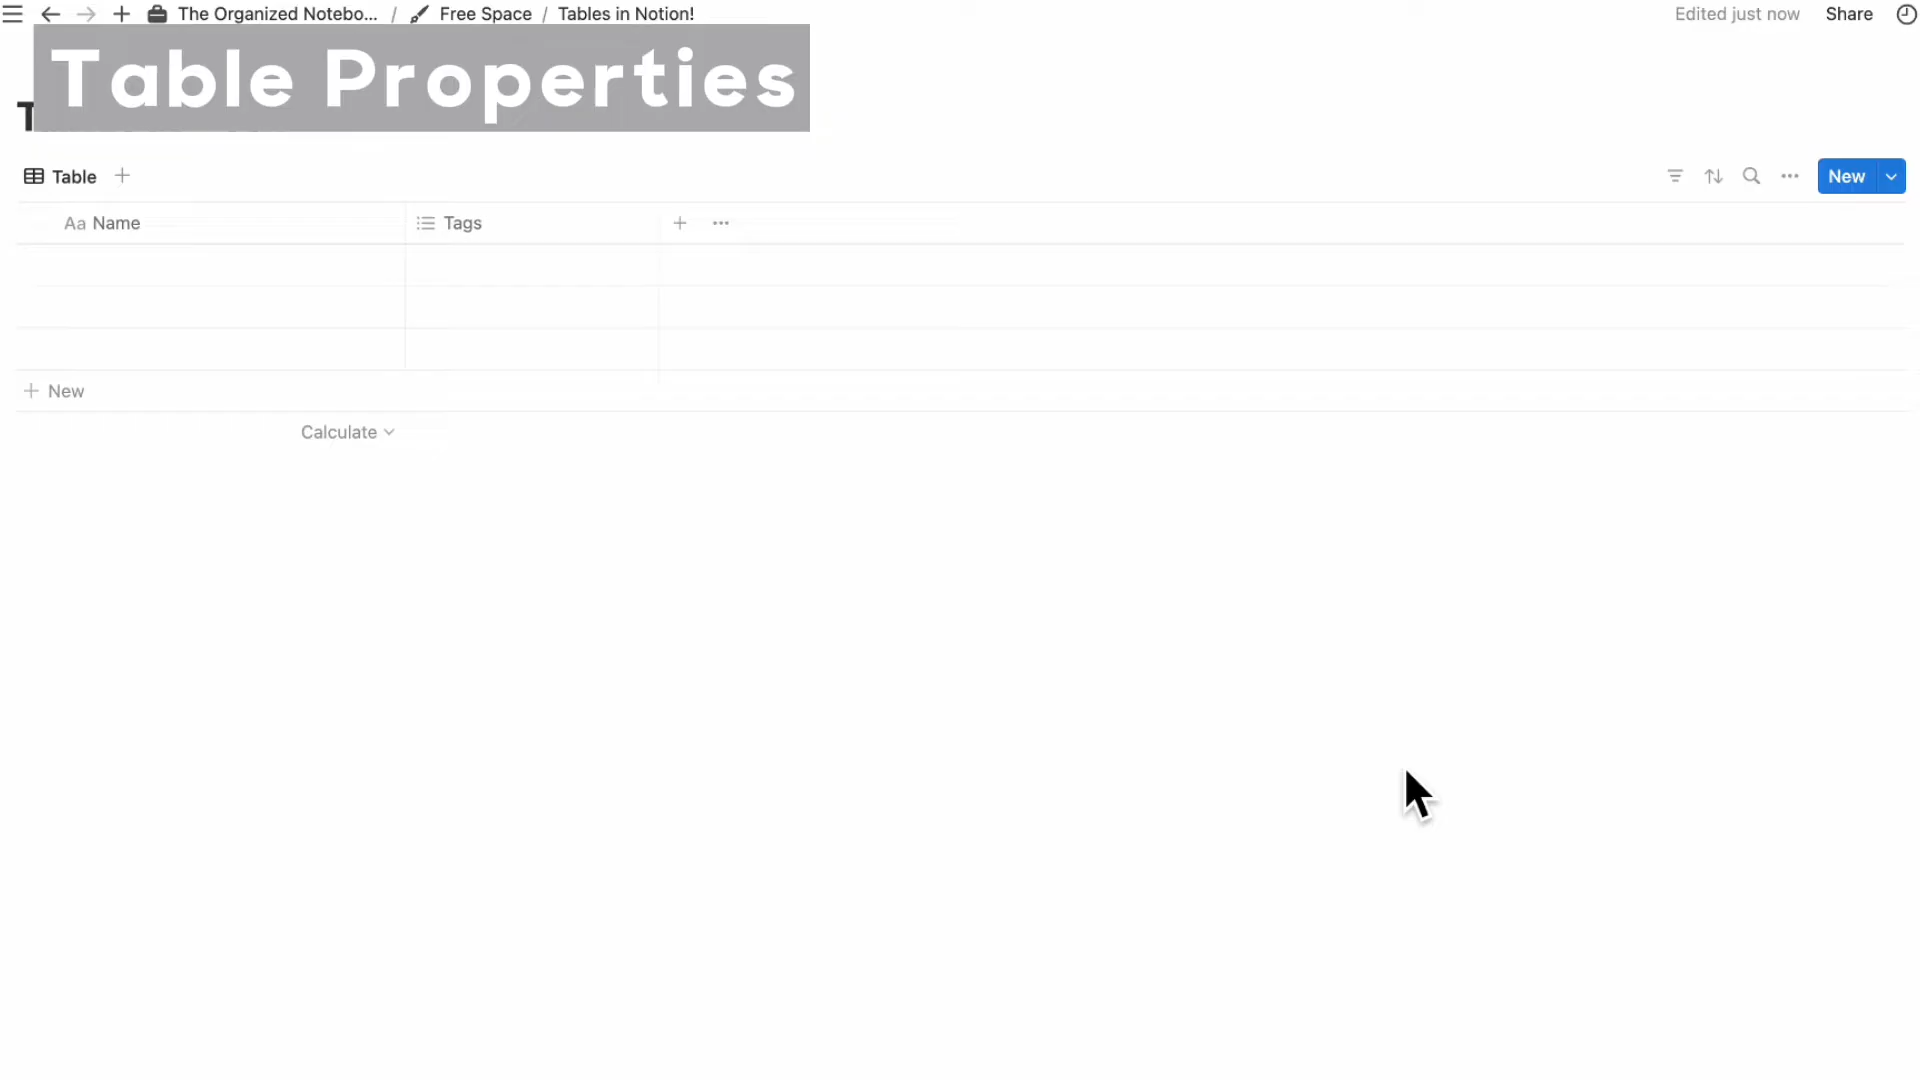 The Organized Notebo... / Free Space / Tables in Notion! Edited just now Share
Table Properties
Table New
Aa Name Tags
New
Calculate